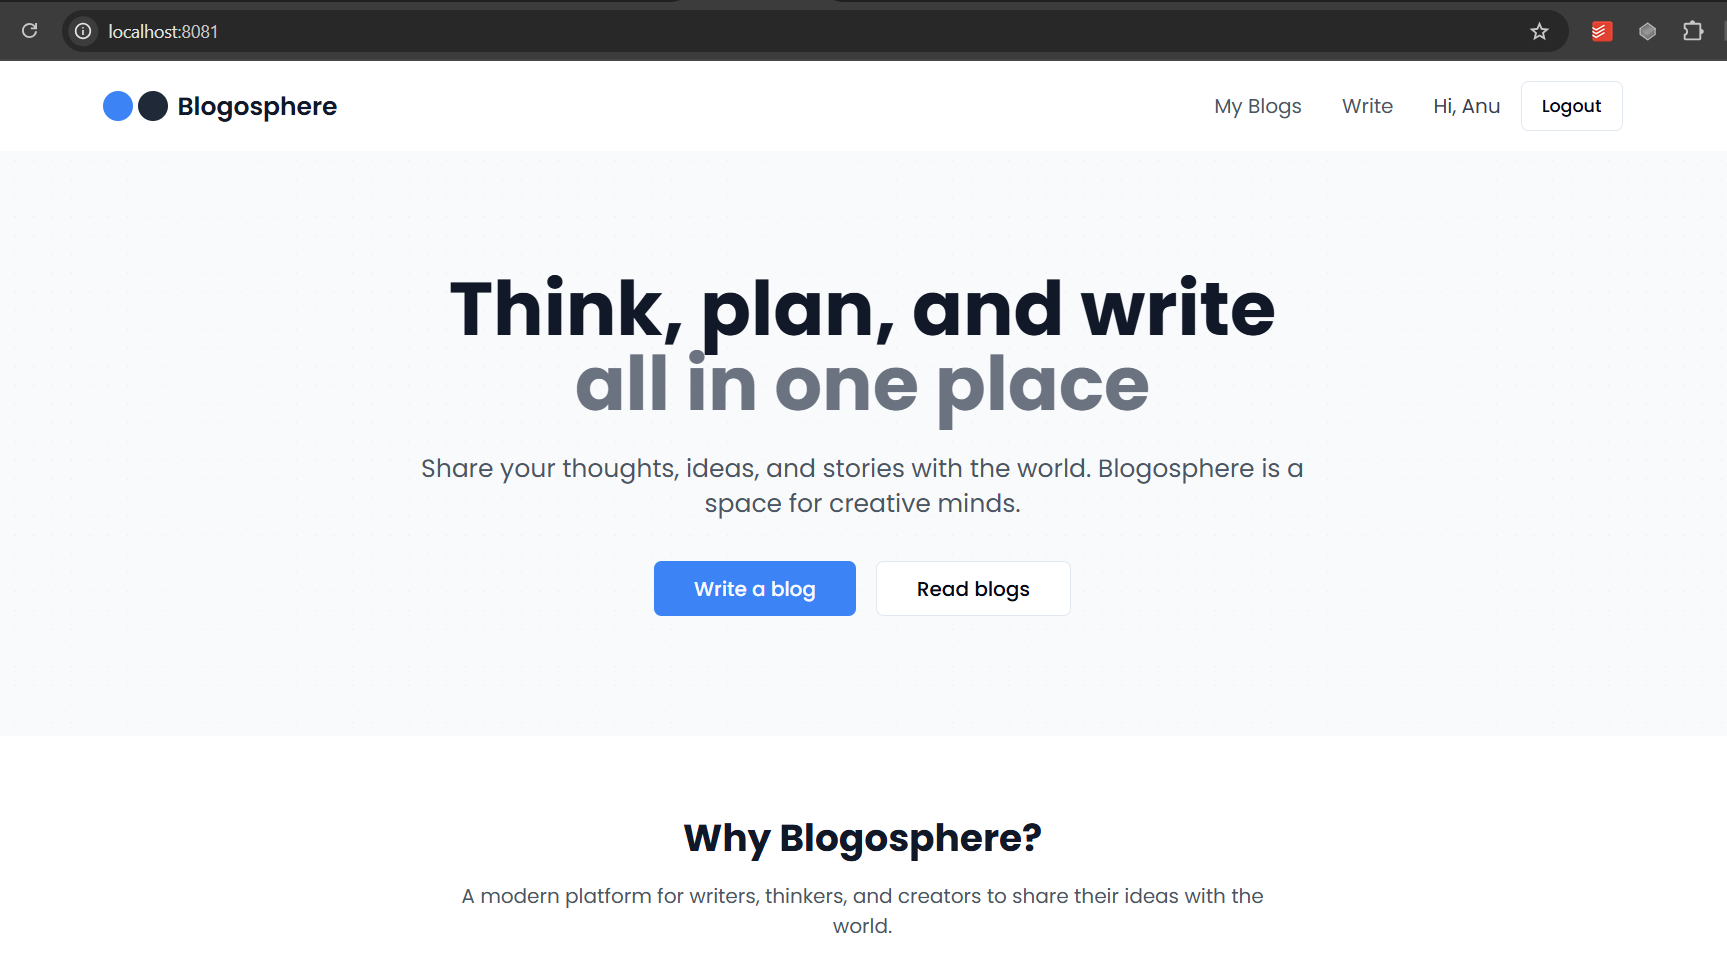 localhost:8081
Blogosphere
My Blogs
Write
Hi, Anu
Logout
Think, plan, and write
all in one place
Share your thoughts, ideas, and stories with the world. Blogosphere is a
space for creative minds.
Write a blog
Read blogs
Why Blogosphere?
A modern platform for writers, thinkers, and creators to share their ideas with the
world.